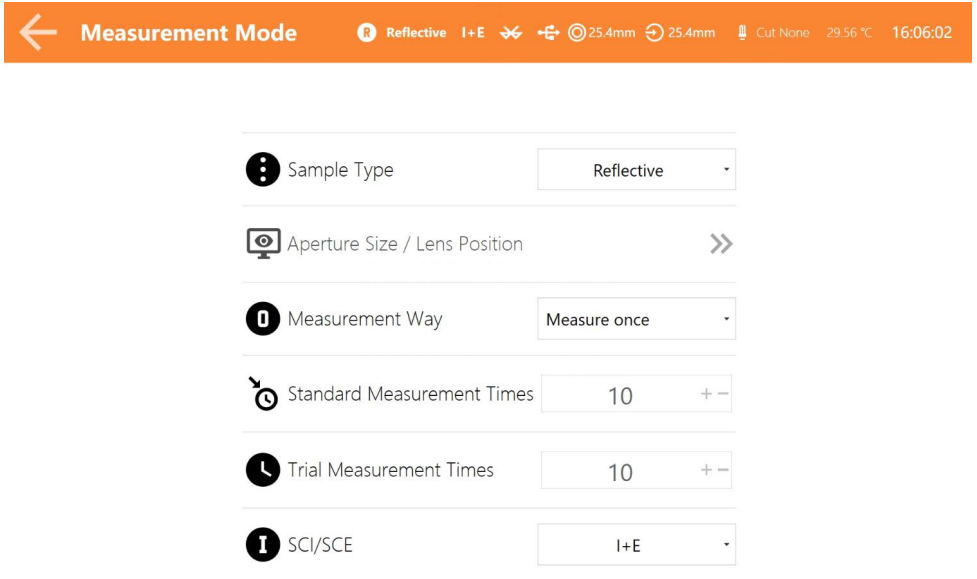 Measurement Mode R Reflective I+E 25.4mm 25.4mm Cut None 29.56 ℃ 16:06:02
Sample Type Reflective
Aperture Size / Lens Position
Measurement Way Measure once
Standard Measurement Times 10 + −
Trial Measurement Times 10 + −
I SCI/SCE I+E